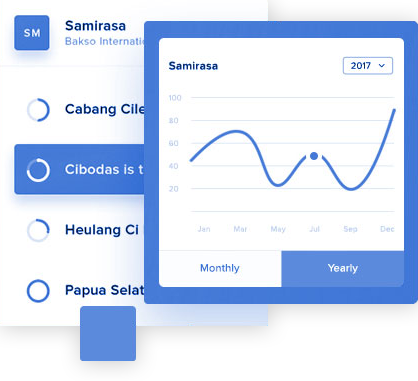 SM
Samirasa
Bakso Internati
Cabang Cile
Cibodas is t
Heulang Ci
Papua Selat
Samirasa
2017
100
80
60
40
20
Jan Mar May Jul Sep Dec
Monthly Yearly